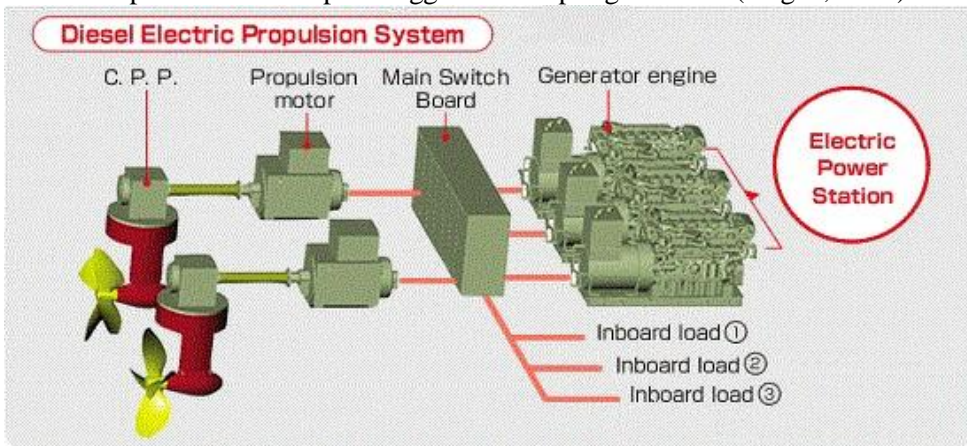 Diesel Electric Propulsion System
C. P. P.
Propulsion
motor
Main Switch
Board
Generator engine
Electric
Power
Station
Inboard load ①
Inboard load ②
Inboard load ③